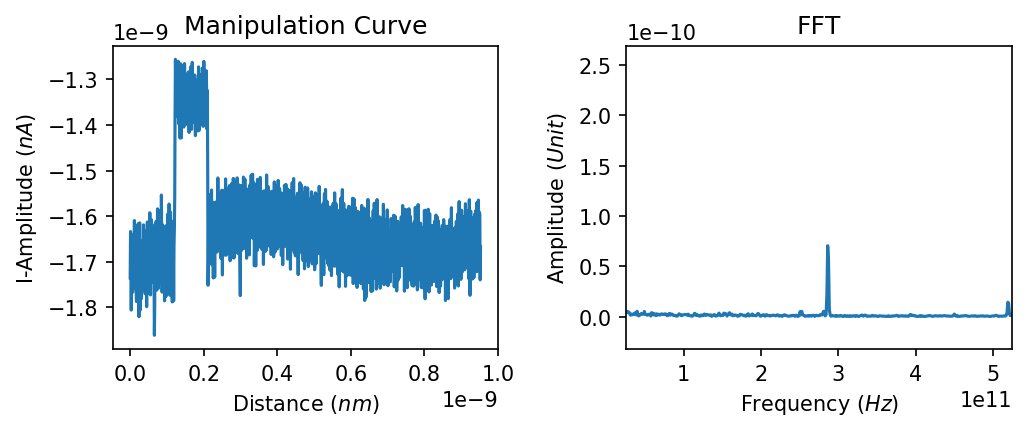 Manipulation Curve
1e−9
I-Amplitude (nA)
−1.3
−1.4
−1.5
−1.6
−1.7
−1.8
0.0 0.2 0.4 0.6 0.8 1.0
Distance (nm)
1e−9
FFT
1e−10
Amplitude (Unit)
2.5
2.0
1.5
1.0
0.5
0.0
1 2 3 4 5
Frequency (Hz)
1e11